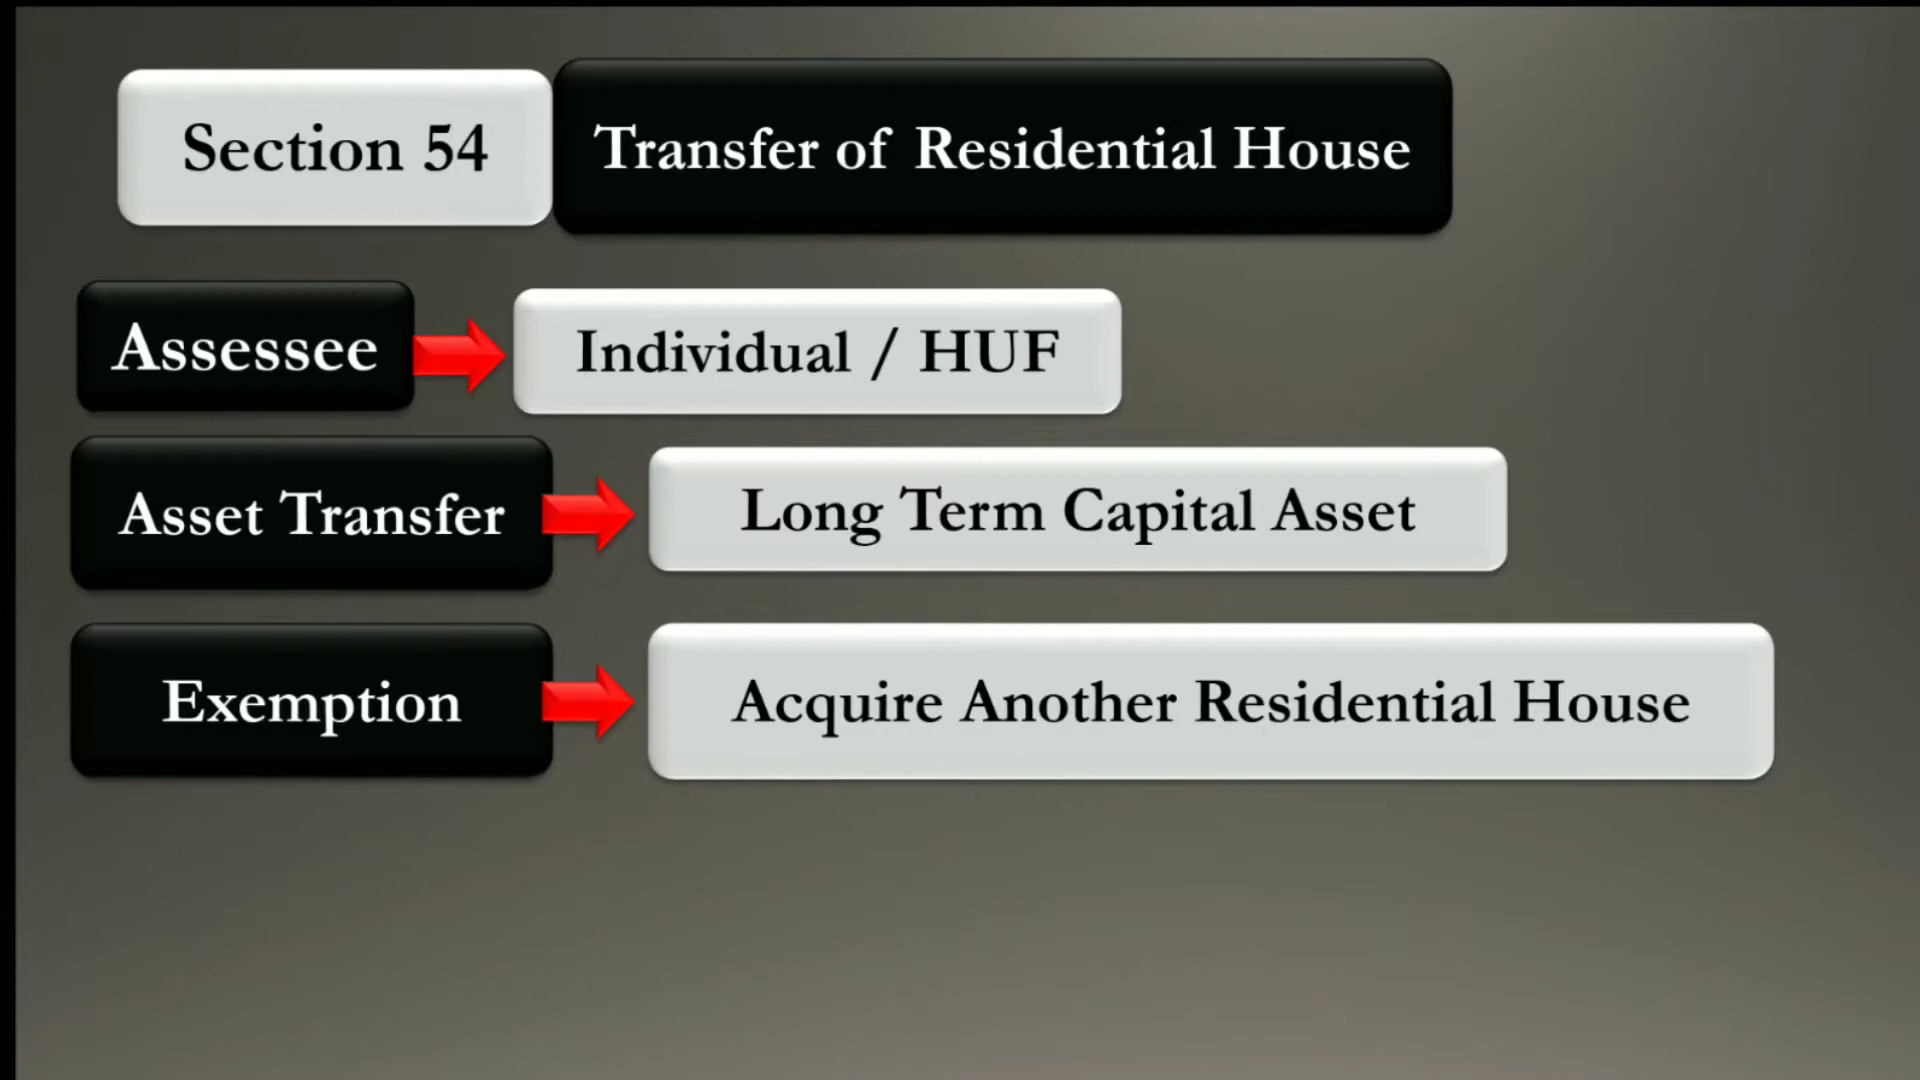 Section 54
Transfer of Residential House
Assessee
Individual / HUF
Asset Transfer
Long Term Capital Asset
Exemption
Acquire Another Residential House